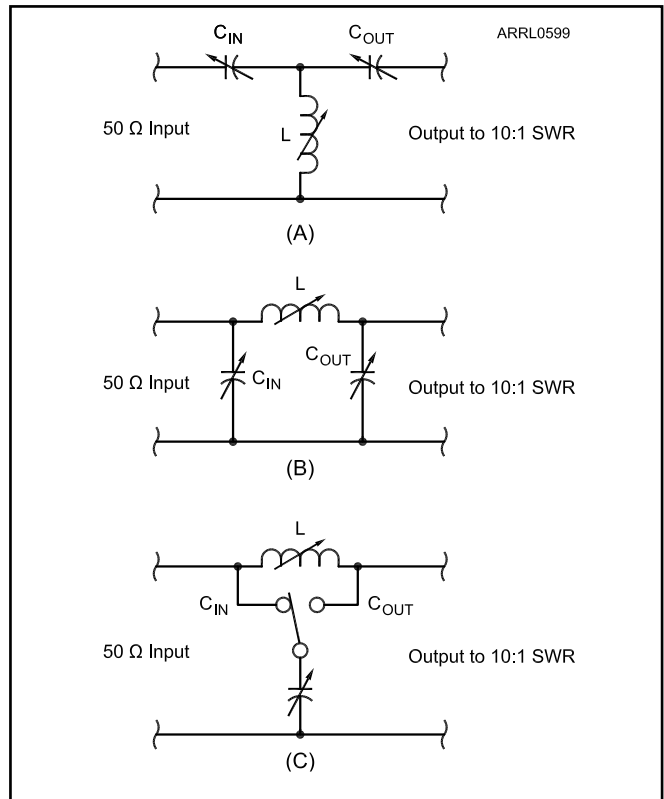 C_IN C_OUT ARRL0599
50 Ω Input L Output to 10:1 SWR
(A)
L
50 Ω Input C_IN C_OUT Output to 10:1 SWR
(B)
L
C_IN C_OUT
50 Ω Input Output to 10:1 SWR
(C)